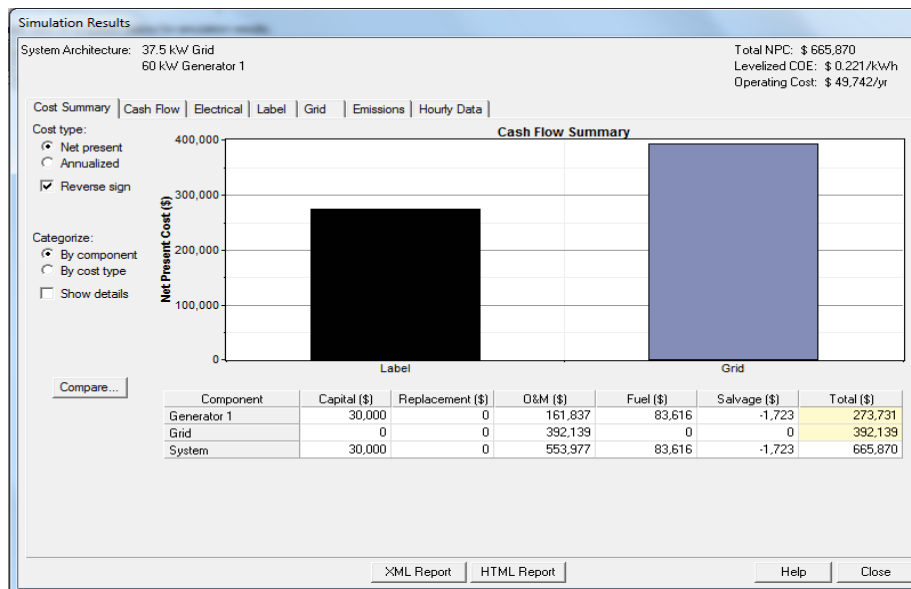 Simulation Results
System Architecture: 37.5 kW Grid
60 kW Generator 1
Total NPC: $ 665,870
Levelized COE: $ 0.221/kWh
Operating Cost: $ 49,742/yr
Cost Summary Cash Flow Electrical Label Grid Emissions Hourly Data
Cost type:
Net present
Annualized
Reverse sign
Categorize:
By component
By cost type
Show details
Compare...
Cash Flow Summary
Net Present Cost ($)
400,000
300,000
200,000
100,000
0
Label Grid
Component Capital ($) Replacement ($) O&M ($) Fuel ($) Salvage ($) Total ($)
Generator 1 30,000 0 161,837 83,616 -1,723 273,731
Grid 0 0 392,139 0 0 392,139
System 30,000 0 553,977 83,616 -1,723 665,870
XML Report HTML Report Help Close